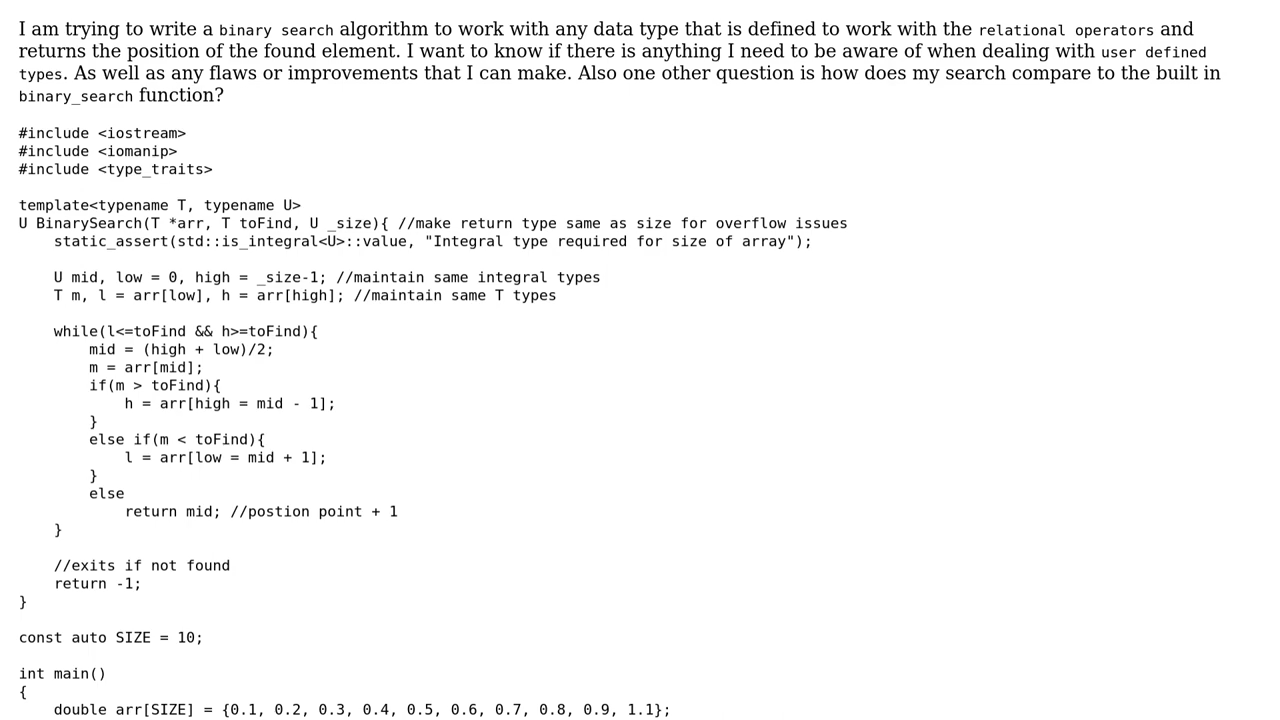 I am trying to write a binary search algorithm to work with any data type that is defined to work with the relational operators and
returns the position of the found element. I want to know if there is anything I need to be aware of when dealing with user defined
types. As well as any flaws or improvements that I can make. Also one other question is how does my search compare to the built in
binary_search function?
#include <iostream>
#include <iomanip>
#include <type_traits>
template<typename T, typename U>
U BinarySearch(T *arr, T toFind, U _size){ //make return type same as size for overflow issues
    static_assert(std::is_integral<U>::value, "Integral type required for size of array");
    U mid, low = 0, high = _size-1; //maintain same integral types
    T m, l = arr[low], h = arr[high]; //maintain same T types
    while(l<=toFind && h>=toFind){
        mid = (high + low)/2;
        m = arr[mid];
        if(m > toFind){
            h = arr[high = mid - 1];
        }
        else if(m < toFind){
            l = arr[low = mid + 1];
        }
        else
            return mid; //postion point + 1
    }
    //exits if not found
    return -1;
}
const auto SIZE = 10;
int main()
{
    double arr[SIZE] = {0.1, 0.2, 0.3, 0.4, 0.5, 0.6, 0.7, 0.8, 0.9, 1.1};